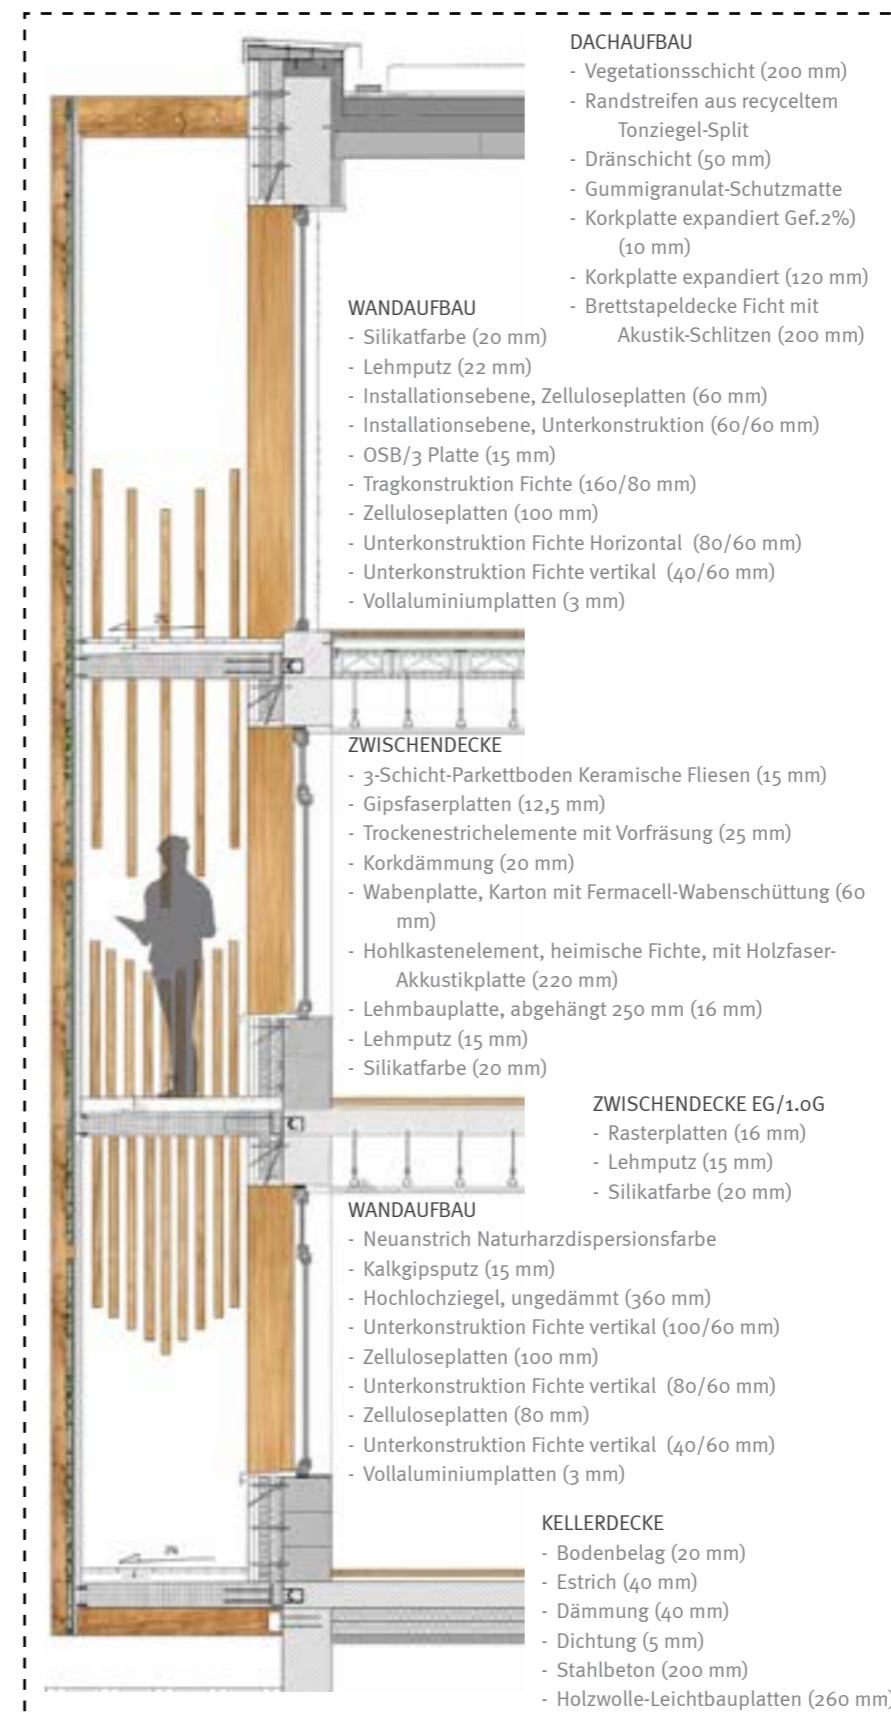 DACHAUFBAU
- Vegetationsschicht (200 mm)
- Randstreifen aus recyceltem
Tonziegel-Split
- Dränschicht (50 mm)
- Gummigranulat-Schutzmatte
- Korkplatte expandiert Gef.2%)
(10 mm)
- Korkplatte expandiert (120 mm)
- Brettstapeldecke Ficht mit
Akustik-Schlitzen (200 mm)
WANDAUFBAU
- Silikatfarbe (20 mm)
- Lehmputz (22 mm)
- Installationsebene, Zelluloseplatten (60 mm)
- Installationsebene, Unterkonstruktion (60/60 mm)
- OSB/3 Platte (15 mm)
- Tragkonstruktion Fichte (160/80 mm)
- Zelluloseplatten (100 mm)
- Unterkonstruktion Fichte Horizontal (80/60 mm)
- Unterkonstruktion Fichte vertikal (40/60 mm)
- Vollaluminiumplatten (3 mm)
ZWISCHENDECKE
- 3-Schicht-Parkettboden Keramische Fliesen (15 mm)
- Gipsfaserplatten (12,5 mm)
- Trockenestrichelemente mit Vorfräsung (25 mm)
- Korkdämmung (20 mm)
- Wabenplatte, Karton mit Fermacell-Wabenschüttung (60
mm)
- Hohlkastenelement, heimische Fichte, mit Holzfaser-
Akkustikplatte (220 mm)
- Lehmbauplatte, abgehängt 250 mm (16 mm)
- Lehmputz (15 mm)
- Silikatfarbe (20 mm)
ZWISCHENDECKE EG/1.OG
- Rasterplatten (16 mm)
- Lehmputz (15 mm)
- Silikatfarbe (20 mm)
WANDAUFBAU
- Neuanstrich Naturharzdispersionsfarbe
- Kalkgipsputz (15 mm)
- Hochlochziegel, ungedämmt (360 mm)
- Unterkonstruktion Fichte vertikal (100/60 mm)
- Zelluloseplatten (100 mm)
- Unterkonstruktion Fichte vertikal (80/60 mm)
- Zelluloseplatten (80 mm)
- Unterkonstruktion Fichte vertikal (40/60 mm)
- Vollaluminiumplatten (3 mm)
KELLERDECKE
- Bodenbelag (20 mm)
- Estrich (40 mm)
- Dämmung (40 mm)
- Dichtung (5 mm)
- Stahlbeton (200 mm)
- Holzwolle-Leichtbauplatten (260 mm)